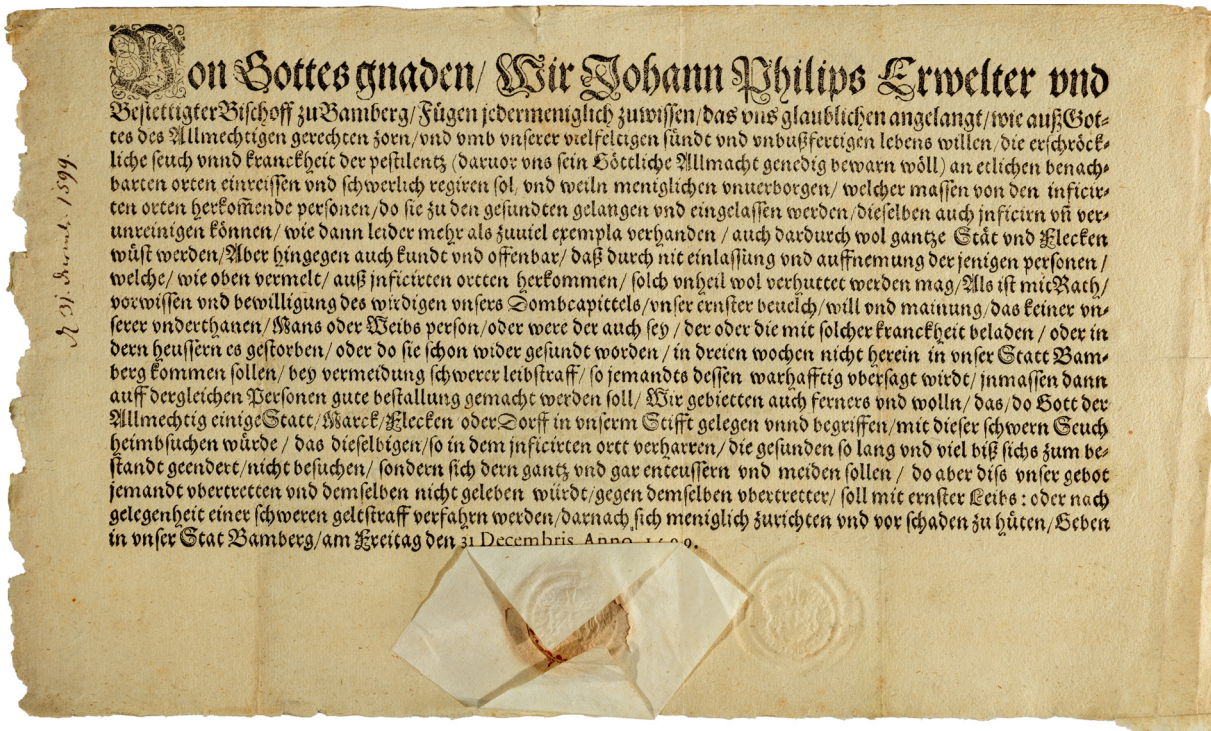 Von Gottes gnaden/ Wir Johann Philips Erwelter vnd
Bestettigter Bischoff zu Bamberg/ Fügen jedermeniglich zuwissen/ das vns glaublichen angelangt/ wie auß Got-
tes des Allmechtigen gerechten zorn/ vnd vmb vnserer vielfeltigen sündt vnd vnbußfertigen lebens willen/ die erschröck-
liche seuch vnnd kranckheit der pestilentz (daruor vns sein Göttliche Allmacht genedig bewarn wöll) an etlichen benach-
barten orten einreissen vnd schwerlich regiren sol/ vnd weiln meniglichen vnuerborgen/ welcher massen von den inficir-
ten orten herkom̃ende personen/ do sie zu den gesundten gelangen vnd eingelassen werden/ dieselben auch jnficirn vñ ver-
unreinigen können/ wie dann leider mehr als zuuiel exempla verhanden/ auch dardurch wol gantze Stät vnd Flecken
wüst werden/ Aber hingegen auch kundt vnd offenbar/ daß durch nit einlassung vnd auffnemung der jenigen personen/
welche/ wie oben vermelt/ auß jnficirten ortten herkommen/ solch vnheil wol verhuttet werden mag/ Als ist mit Rath/
vorwissen vnd bewilligung des wirdigen vnsers Dombcapittels/ vnser ernster beuelch/ will vnd mainung/ das keiner vn-
serer vnderthanen/ Mans oder Weibs person/ oder were der auch sey/ der oder die mit solcher kranckheit beladen/ oder in
dern heussern es gestorben/ oder do sie schon wider gesundt worden/ in dreien wochen nicht herein in vnser Statt Bam-
berg kommen sollen/ bey vermeidung schwerer leibstraff/ so jemandts dessen warhafftig vbersagt wirdt/ jnmassen dann
auff dergleichen Personen gute bestallung gemacht werden soll/ Wir gebietten auch ferners vnd wolln/ das/ do Gott der
Allmechtig einige Statt/ Marck/ Flecken oder Dorff in vnserm Stifft gelegen vnnd begriffen/ mit dieser schwern Seuch
heimbsuchen würde/ das dieselbigen/ so in dem jnficirten ortt verharren/ die gesunden so lang vnd viel biß sichs zum be-
standt geendert/ nicht besuchen/ sondern sich dern gantz vnd gar enteussern vnd meiden sollen/ do aber diss vnser gebot
jemandt vbertretten vnd demselben nicht geleben würdt/ gegen demselben vbertretter/ soll mit ernster Leibs: oder nach
gelegenheit einer schweren geltstraff verfahrn werden/ darnach sich meniglich zurichten vnd vor schaden zu hüten/ Geben
in vnser Stat Bamberg/ am Freitag den 31 Decembris Anno 1599.
31. 1599